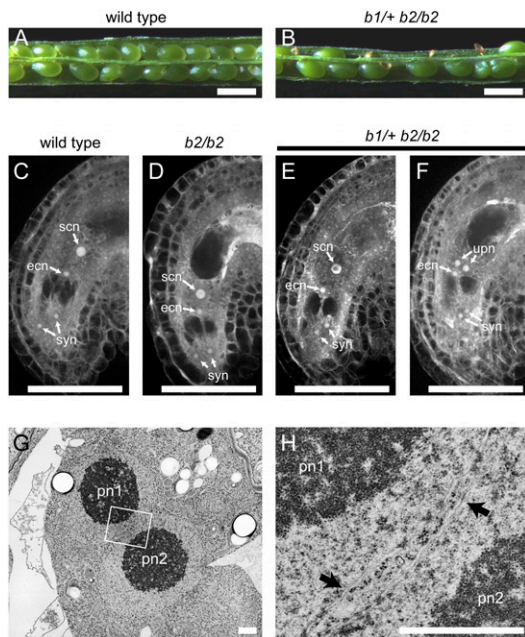 wild type
b1/+ b2/b2
A
B
wild type
b2/b2
b1/+ b2/b2
C
scn
ecn
syn
D
scn
ecn
syn
E
scn
ecn
syn
F
upn
ecn
syn
G
pn1
pn2
H
pn1
pn2